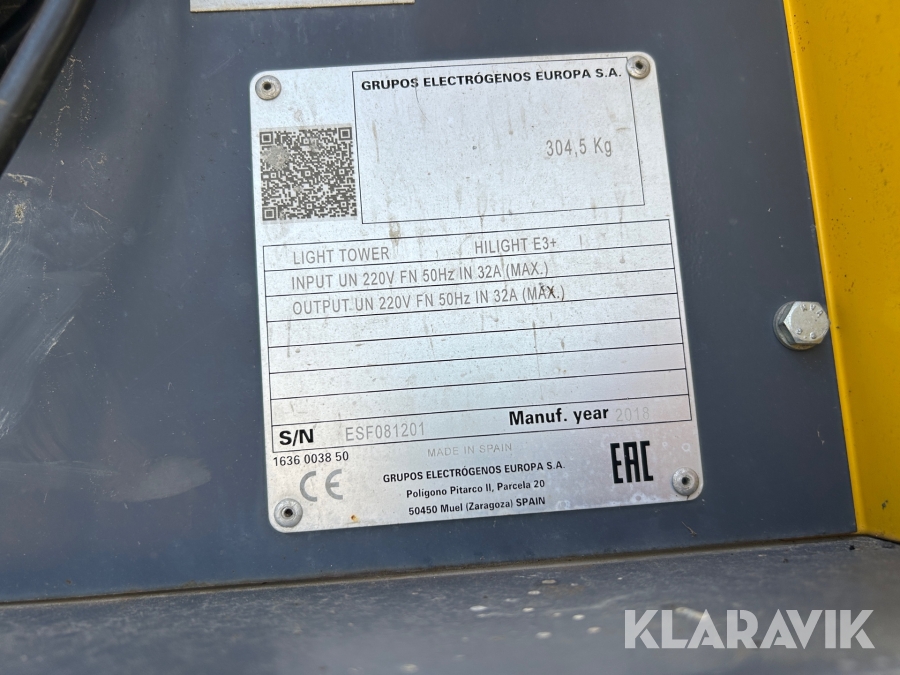 GRUPOS ELECTRÓGENOS EUROPA S.A.
304,5 Kg
LIGHT TOWER HILIGHT E3+
INPUT UN 220V FN 50Hz IN 32A (MAX.)
OUTPUT UN 220V FN 50Hz IN 32A (MAX.)
S/N ESF081201 Manuf. year 2018
1636 0038 50
MADE IN SPAIN
CE
GRUPOS ELECTRÓGENOS EUROPA S.A.
Polígono Pitarco II, Parcela 20
50450 Muel (Zaragoza) SPAIN
EAC
KLARAVIK